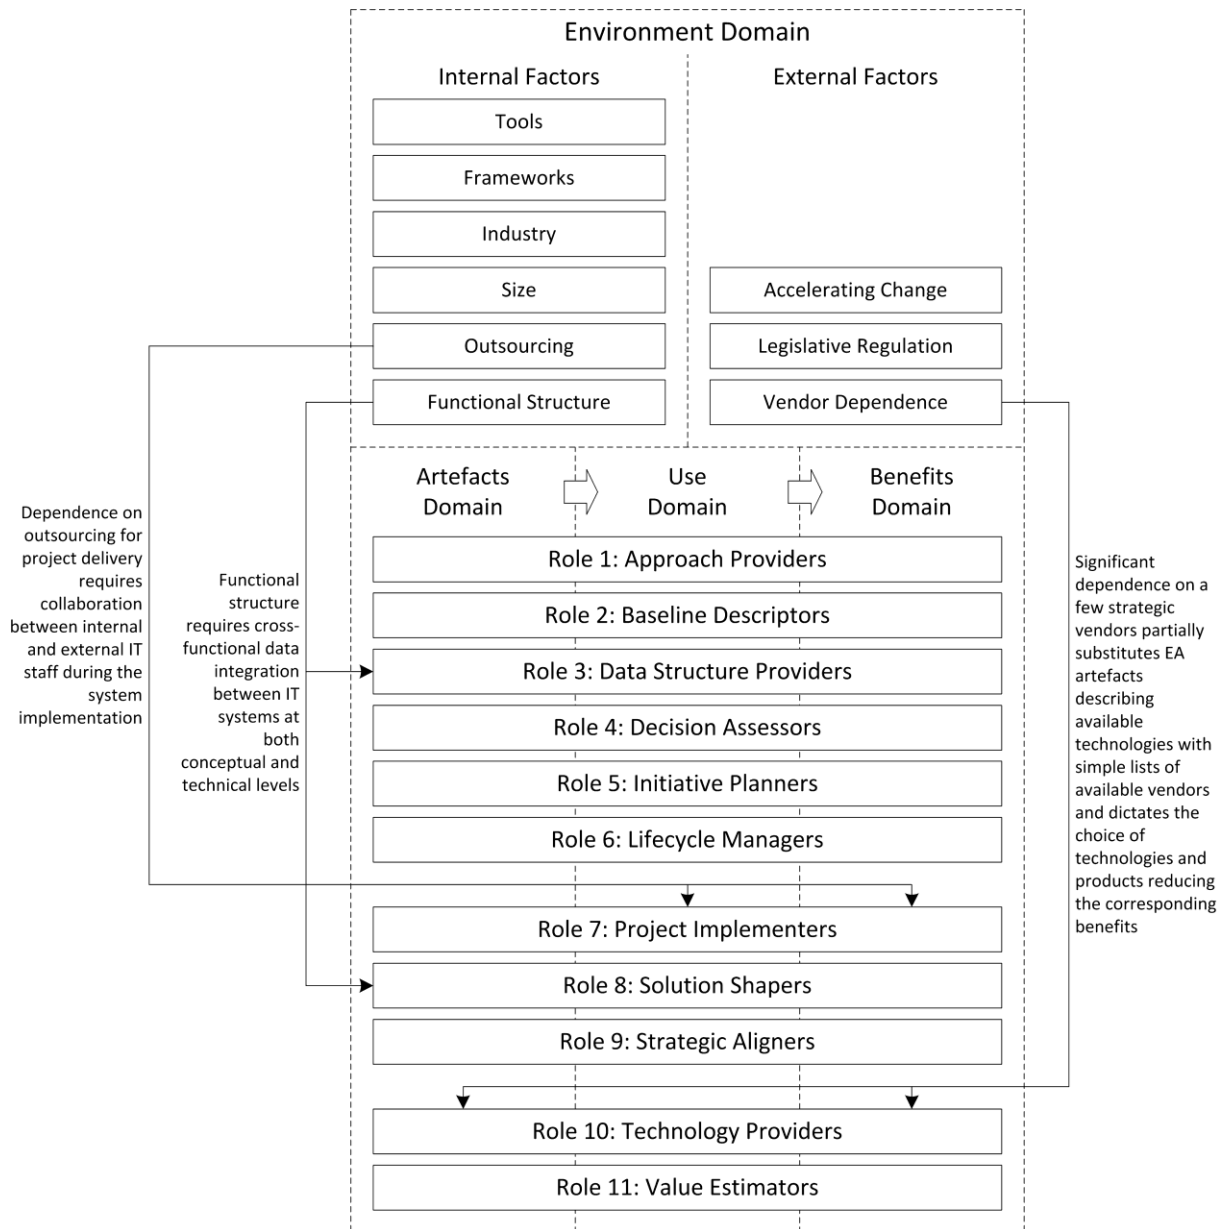 Environment Domain
Internal Factors
External Factors
Tools
Frameworks
Industry
Size
Accelerating Change
Outsourcing
Legislative Regulation
Functional Structure
Vendor Dependence
Artefacts
Domain
Use
Domain
Benefits
Domain
Dependence on
outsourcing for
project delivery
requires
collaboration
between internal
and external IT
staff during the
system
implementation
Functional
structure
requires cross-
functional data
integration
between IT
systems at
both
conceptual and
technical levels
Role 1: Approach Providers
Role 2: Baseline Descriptors
Role 3: Data Structure Providers
Role 4: Decision Assessors
Role 5: Initiative Planners
Role 6: Lifecycle Managers
Role 7: Project Implementers
Role 8: Solution Shapers
Role 9: Strategic Aligners
Role 10: Technology Providers
Role 11: Value Estimators
Significant
dependence on a
few strategic
vendors partially
substitutes EA
artefacts
describing
available
technologies with
simple lists of
available vendors
and dictates the
choice of
technologies and
products reducing
the corresponding
benefits